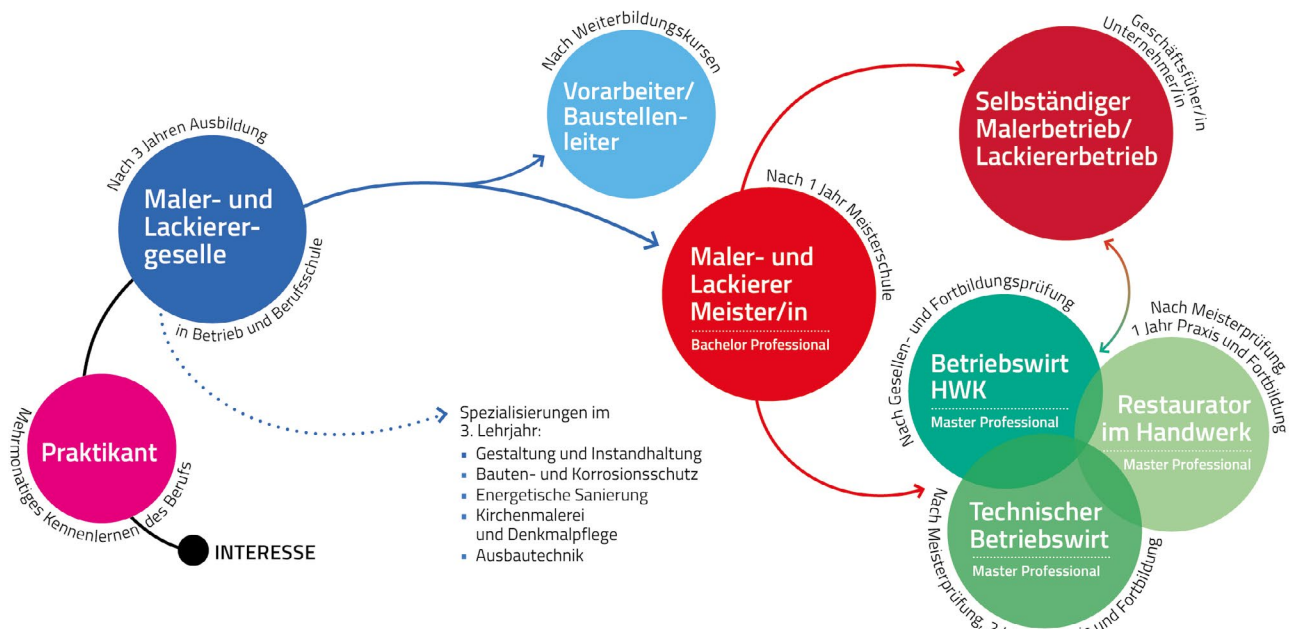 Nach Weiterbildungskursen
Vorarbeiter/
Baustellen-
leiter
Geschäftsfüher/in
Unternehmer/in
Selbständiger
Malerbetrieb/
Lackiererbetrieb
Nach 3 Jahren Ausbildung
Maler- und
Lackierer-
geselle
in Betrieb und Berufsschule
Nach 1 Jahr Meisterschule
Maler- und
Lackierer
Meister/in
Bachelor Professional
Nach Gesellen- und Fortbildungsprüfung
Betriebswirt
HWK
Master Professional
Nach Meisterprüfung
1 Jahr Praxis und Fortbildung
Restaurator
im Handwerk
Master Professional
Praktikant
Mehrmonatiges Kennenlernen des Berufs
INTERESSE
Spezialisierungen im
3. Lehrjahr:
▪ Gestaltung und Instandhaltung
▪ Bauten- und Korrosionsschutz
▪ Energetische Sanierung
▪ Kirchenmalerei
und Denkmalpflege
▪ Ausbautechnik
Technischer
Betriebswirt
Master Professional
Nach Meisterprüfung, und Fortbildung